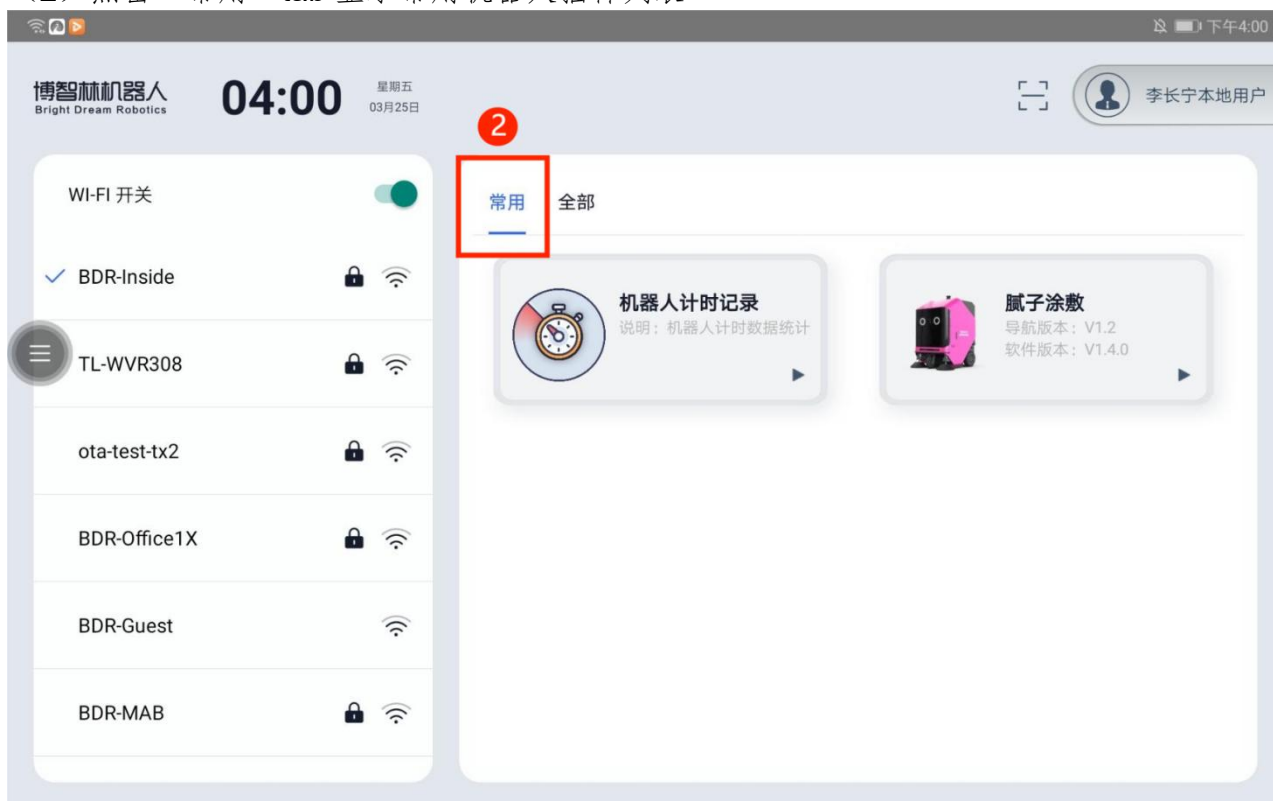 下午4:00
博智林机器人
Bright Dream Robotics
04:00
星期五
03月25日
李长宁本地用户
2
WI-FI 开关
BDR-Inside
TL-WVR308
ota-test-tx2
BDR-Office1X
BDR-Guest
BDR-MAB
常用 全部
机器人计时记录
说明：机器人计时数据统计
腻子涂敷
导航版本：V1.2
软件版本：V1.4.0